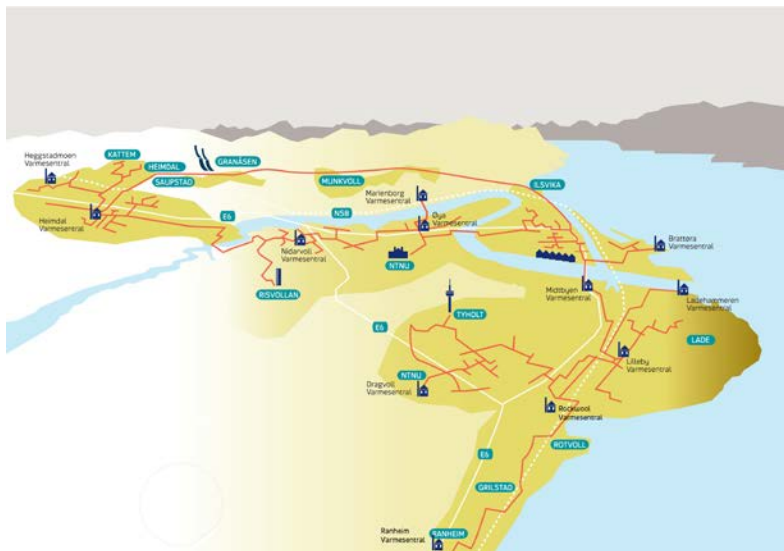 KATTEM
Heggstadmoen
Varmesentral
HEIMDAL
GRANÅSEN
SAUPSTAD
MUNKVOLL
ILSVIKA
Marienborg
Varmesentral
Heimdal
Varmesentral
E6
NSB
Øya
Varmesentral
Nidarvoll
Varmesentral
Brattøra
Varmesentral
NTNU
RISVOLLAN
Midtbyen
Varmesentral
Ladehammeren
Varmesentral
TYHOLT
E6
LADE
Lilleby
Varmesentral
NTNU
Dragvoll
Varmesentral
Rockwool
Varmesentral
ROTVOLL
E6
GRILSTAD
Ranheim
Varmesentral
RANHEIM